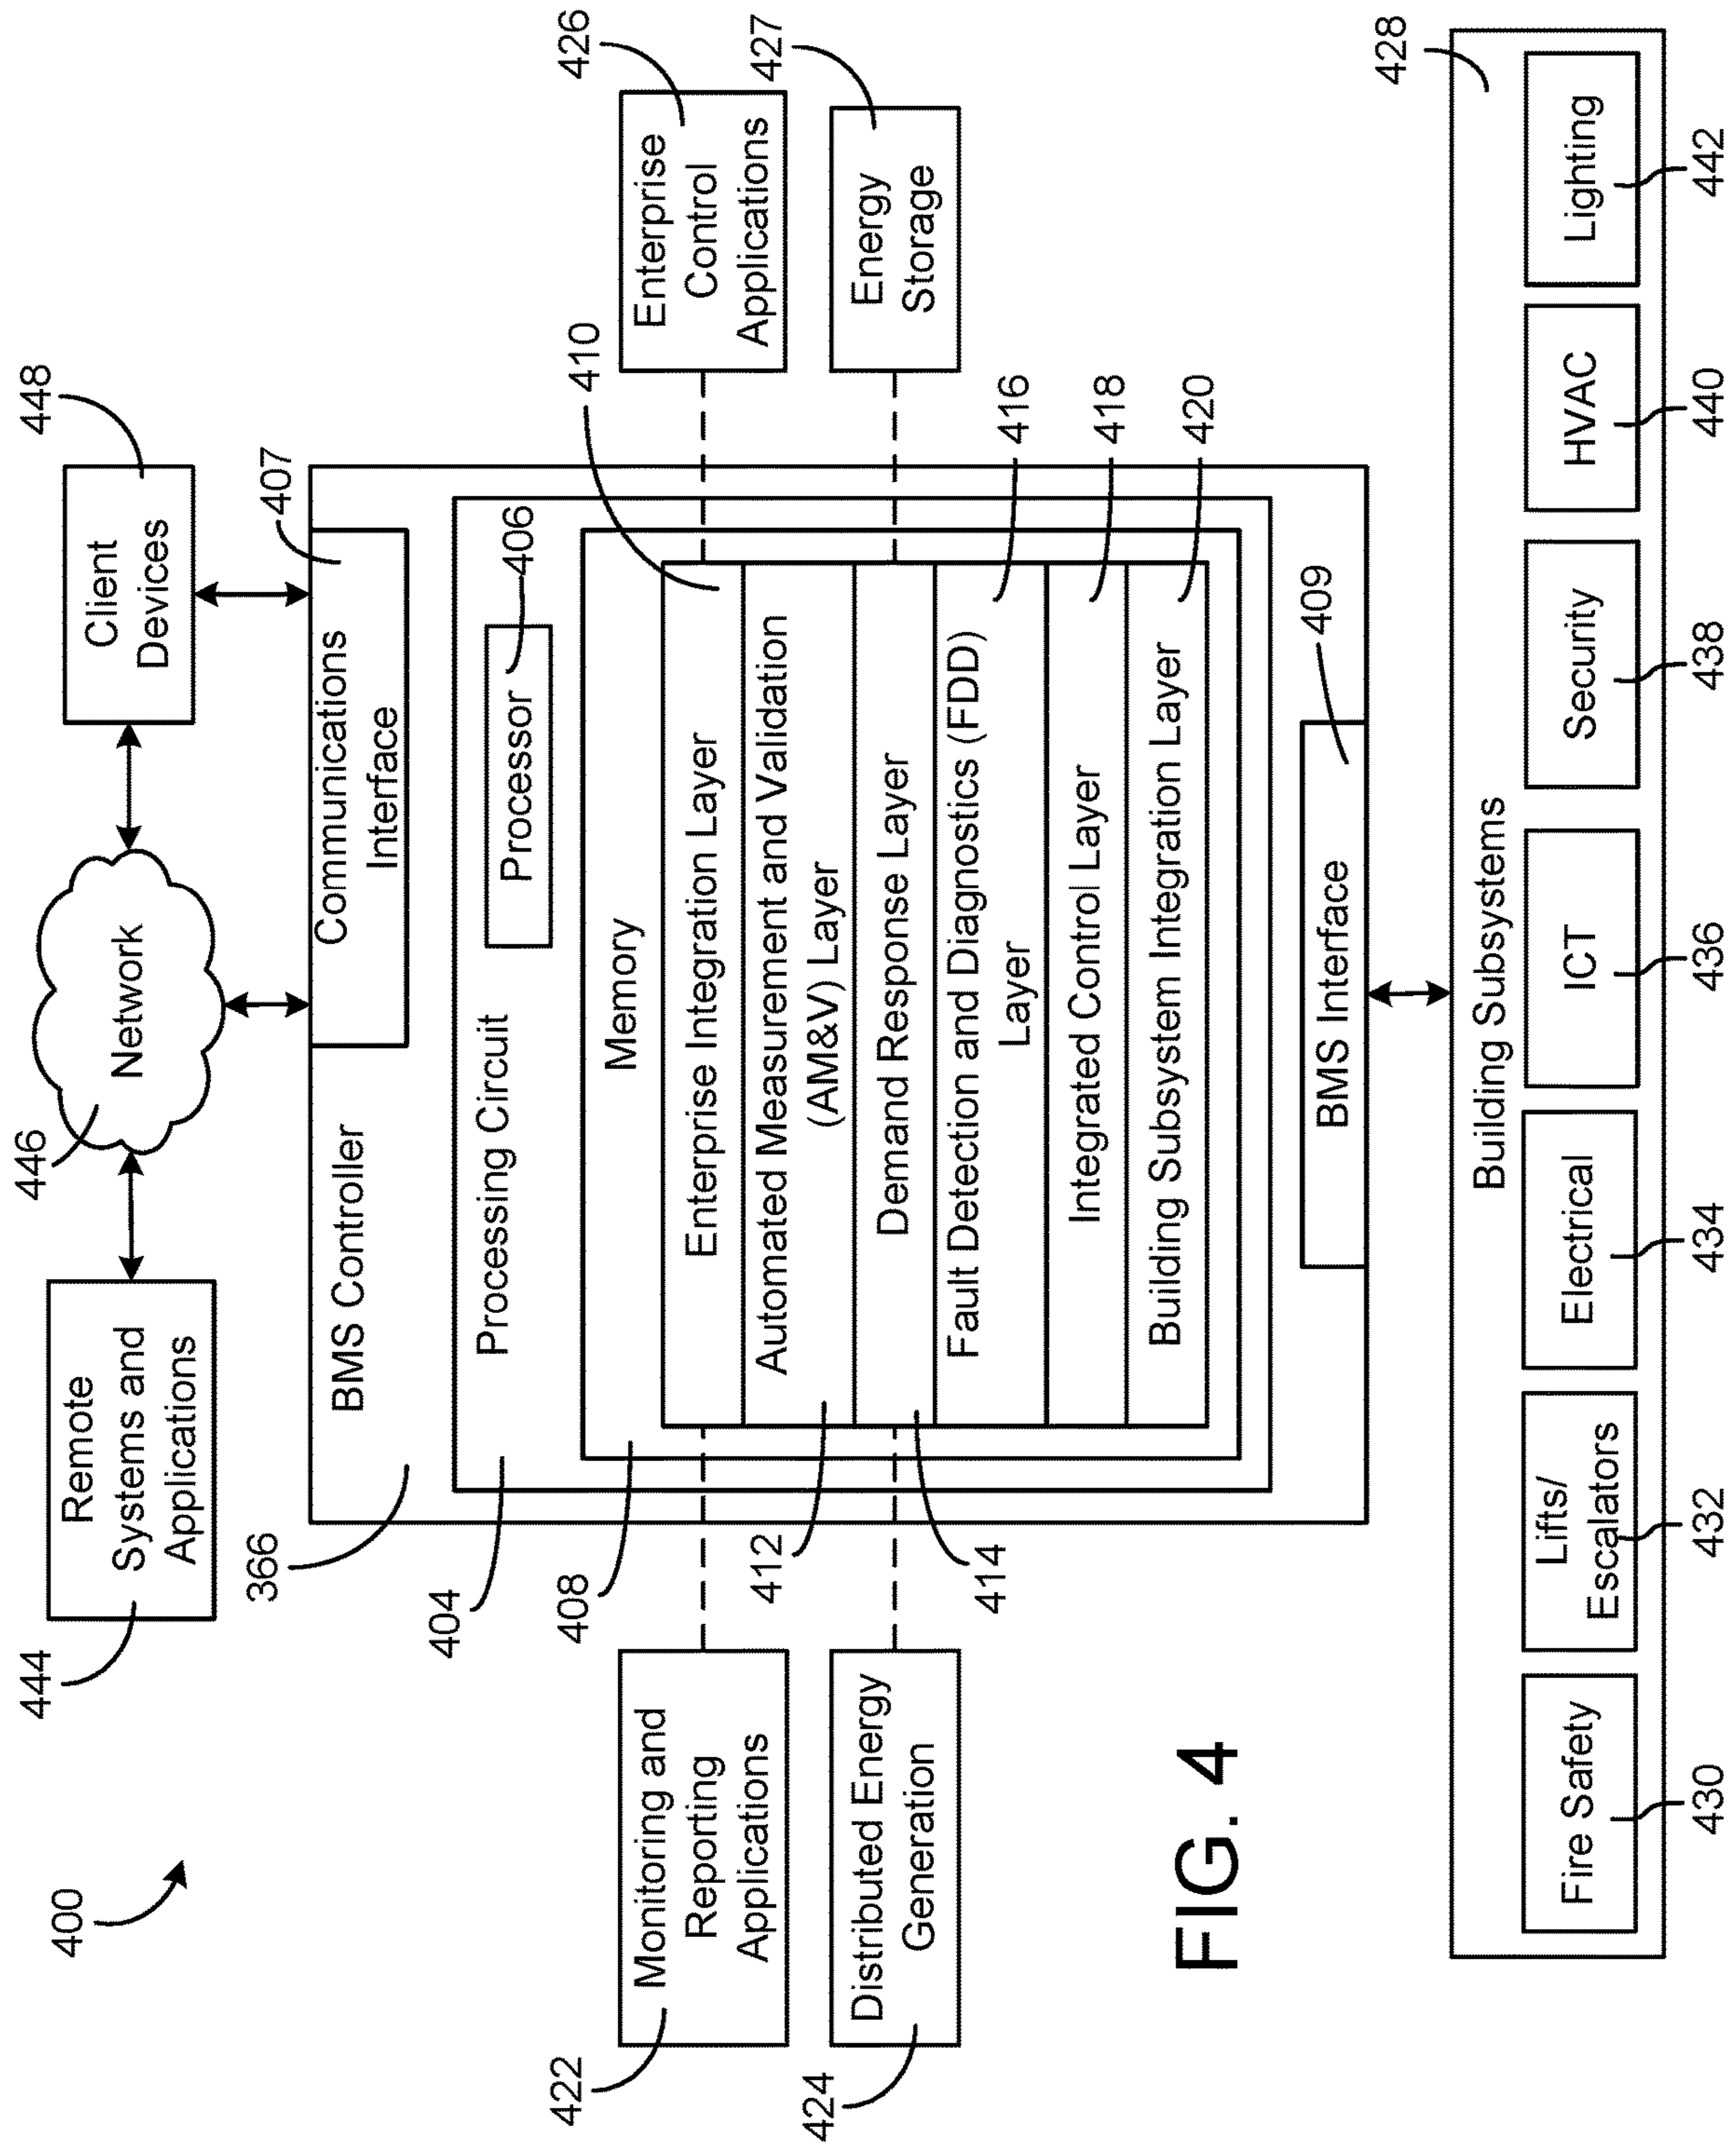 400
444
Remote
Systems and
Applications
446
Network
448
Client
Devices
366
BMS Controller
407
Communications
Interface
404
Processing Circuit
406
Processor
408
Memory
410
Enterprise Integration Layer
412
Automated Measurement and Validation
(AM&V) Layer
414
Demand Response Layer
416
Fault Detection and Diagnostics (FDD)
Layer
418
Integrated Control Layer
420
Building Subsystem Integration Layer
422
Monitoring and
Reporting
Applications
424
Distributed Energy
Generation
426
Enterprise
Control
Applications
427
Energy
Storage
409
BMS Interface
428
Building Subsystems
Fire Safety
Lifts/
Escalators
Electrical
ICT
Security
HVAC
Lighting
430
432
434
436
438
440
442
FIG. 4